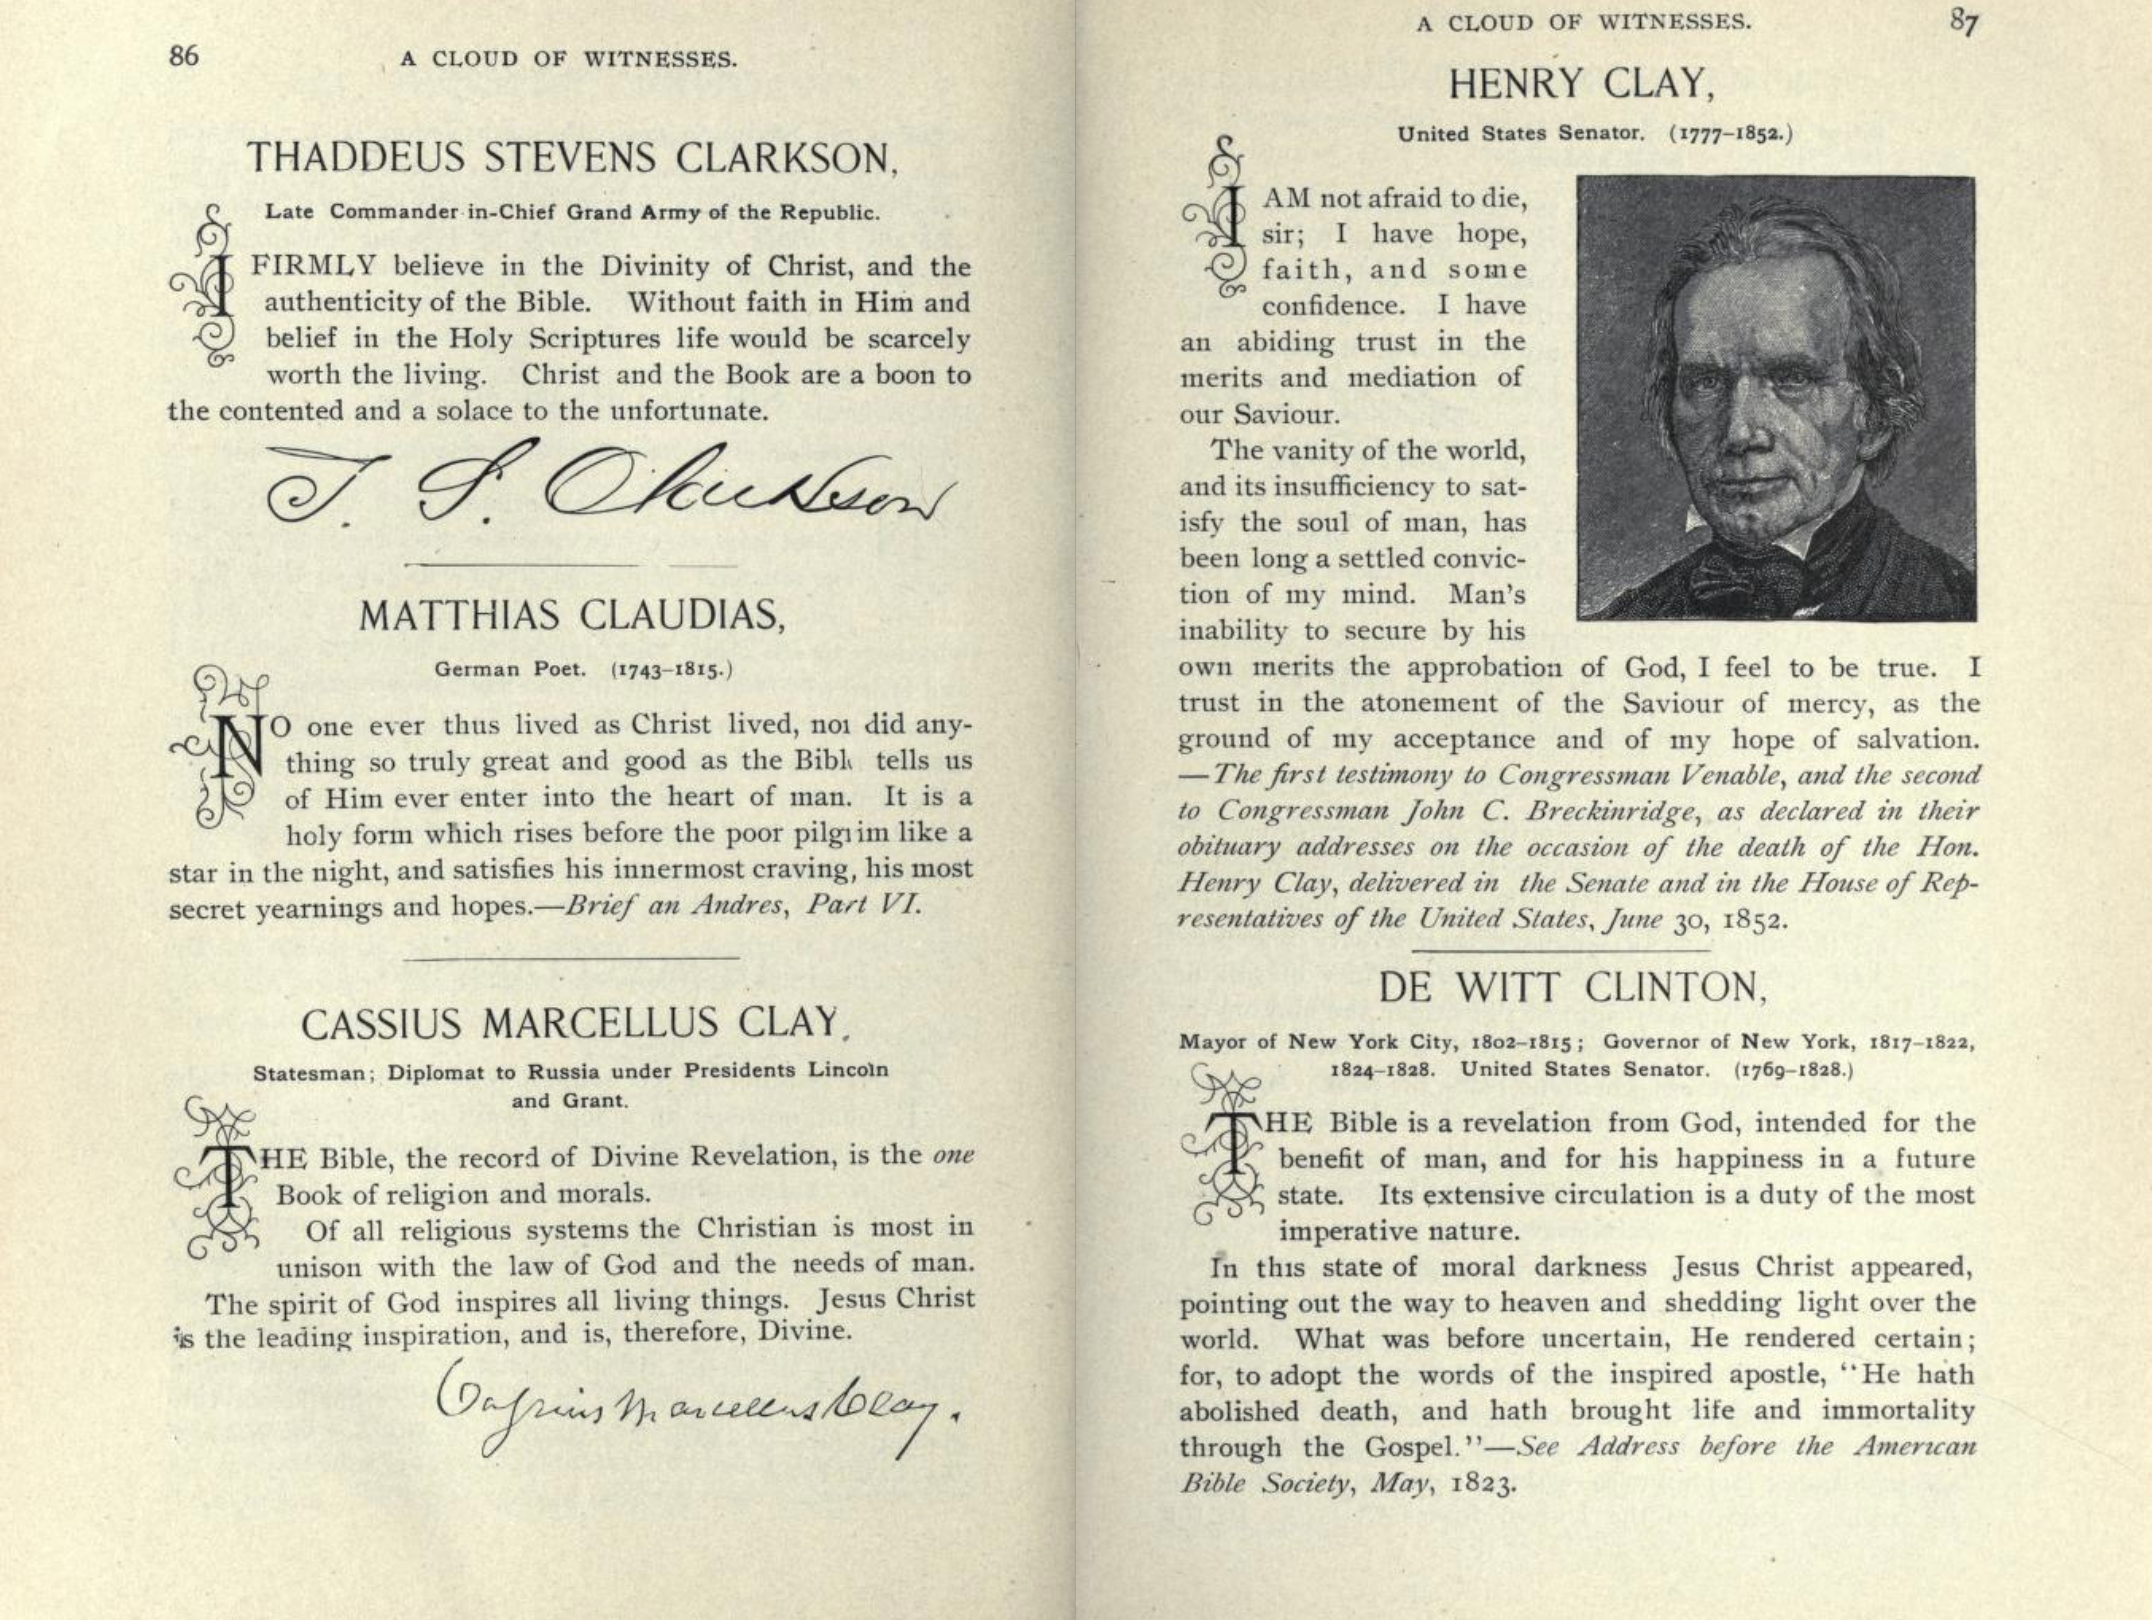 86
A CLOUD OF WITNESSES.
THADDEUS STEVENS CLARKSON,
Late Commander-in-Chief Grand Army of the Republic.
I FIRMLY believe in the Divinity of Christ, and the
authenticity of the Bible. Without faith in Him and
belief in the Holy Scriptures life would be scarcely
worth the living. Christ and the Book are a boon to
the contented and a solace to the unfortunate.
T. S. Clarkson
MATTHIAS CLAUDIAS,
German Poet. (1743–1815.)
NO one ever thus lived as Christ lived, nor did any-
thing so truly great and good as the Bible tells us
of Him ever enter into the heart of man. It is a
holy form which rises before the poor pilgrim like a
star in the night, and satisfies his innermost craving, his most
secret yearnings and hopes.—Brief an Andres, Part VI.
CASSIUS MARCELLUS CLAY,
Statesman; Diplomat to Russia under Presidents Lincoln
and Grant.
THE Bible, the record of Divine Revelation, is the one
Book of religion and morals.
Of all religious systems the Christian is most in
unison with the law of God and the needs of man.
The spirit of God inspires all living things. Jesus Christ
is the leading inspiration, and is, therefore, Divine.
Cassius Marcellus Clay.
A CLOUD OF WITNESSES.
87
HENRY CLAY,
United States Senator. (1777–1852.)
I AM not afraid to die,
sir; I have hope,
faith, and some
confidence. I have
an abiding trust in the
merits and mediation of
our Saviour.
The vanity of the world,
and its insufficiency to sat-
isfy the soul of man, has
been long a settled convic-
tion of my mind. Man's
inability to secure by his
own merits the approbation of God, I feel to be true. I
trust in the atonement of the Saviour of mercy, as the
ground of my acceptance and of my hope of salvation.
—The first testimony to Congressman Venable, and the second
to Congressman John C. Breckinridge, as declared in their
obituary addresses on the occasion of the death of the Hon.
Henry Clay, delivered in the Senate and in the House of Rep-
resentatives of the United States, June 30, 1852.
DE WITT CLINTON,
Mayor of New York City, 1802–1815; Governor of New York, 1817–1822,
1824–1828. United States Senator. (1769–1828.)
THE Bible is a revelation from God, intended for the
benefit of man, and for his happiness in a future
state. Its extensive circulation is a duty of the most
imperative nature.
In this state of moral darkness Jesus Christ appeared,
pointing out the way to heaven and shedding light over the
world. What was before uncertain, He rendered certain;
for, to adopt the words of the inspired apostle, "He hath
abolished death, and hath brought life and immortality
through the Gospel."—See Address before the American
Bible Society, May, 1823.